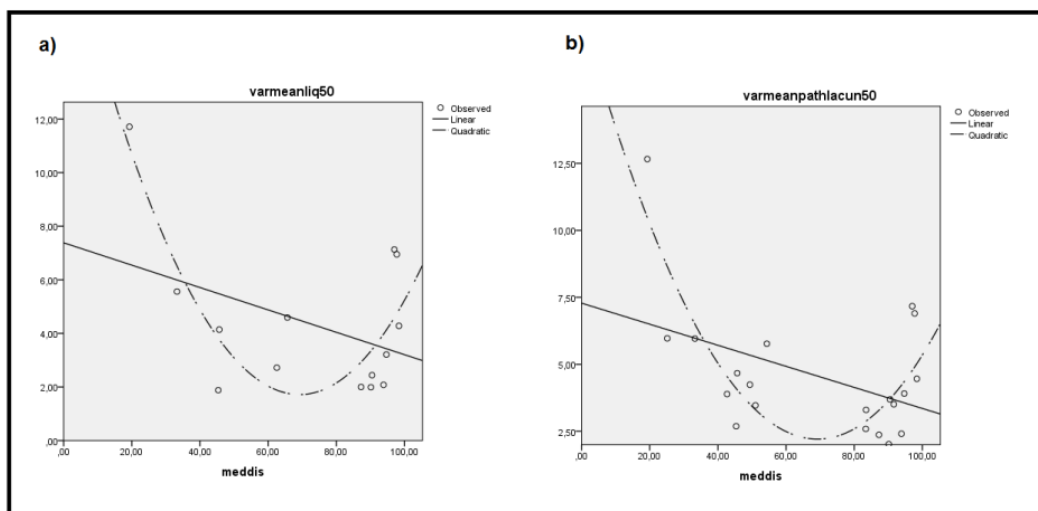 a)
varmeanliq50
Observed
Linear
Quadratic
12,00
10,00
8,00
6,00
4,00
2,00
,00
,00 20,00 40,00 60,00 80,00 100,00
meddis
b)
varmeanpathlacun50
Observed
Linear
Quadratic
12,50
10,00
7,50
5,00
2,50
,00 20,00 40,00 60,00 80,00 100,00
meddis